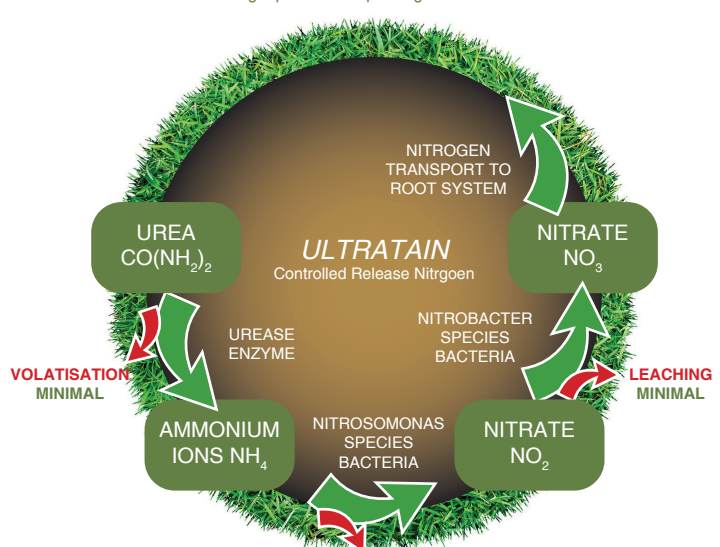 NITROGEN
TRANSPORT TO
ROOT SYSTEM
UREA
CO(NH₂)₂
ULTRATAIN
Controlled Release Nitrgoen
NITRATE
NO₃
UREASE
ENZYME
NITROBACTER
SPECIES
BACTERIA
VOLATISATION
MINIMAL
LEACHING
MINIMAL
AMMONIUM
IONS NH₄
NITROSOMONAS
SPECIES
BACTERIA
NITRATE
NO₂